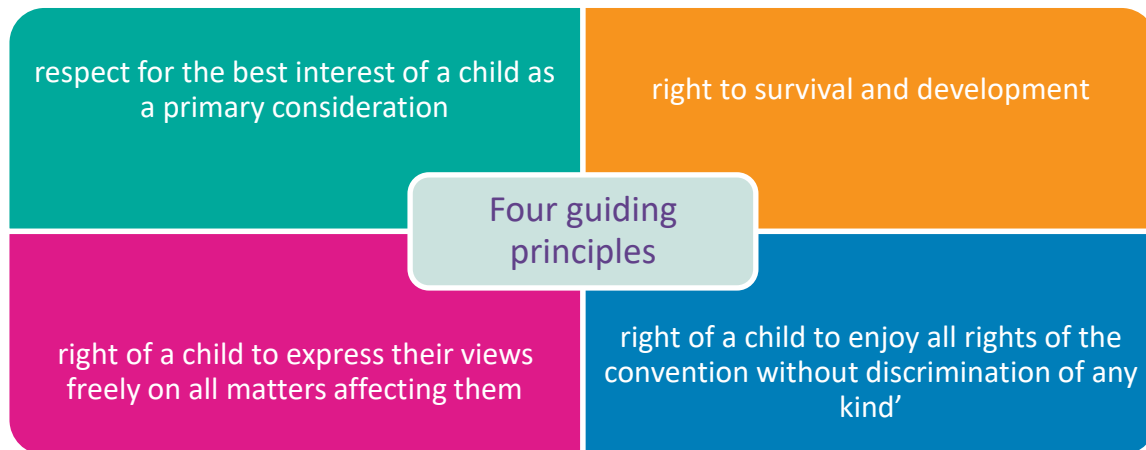 respect for the best interest of a child as
a primary consideration
right to survival and development
Four guiding
principles
right of a child to express their views
freely on all matters affecting them
right of a child to enjoy all rights of the
convention without discrimination of any
kind’